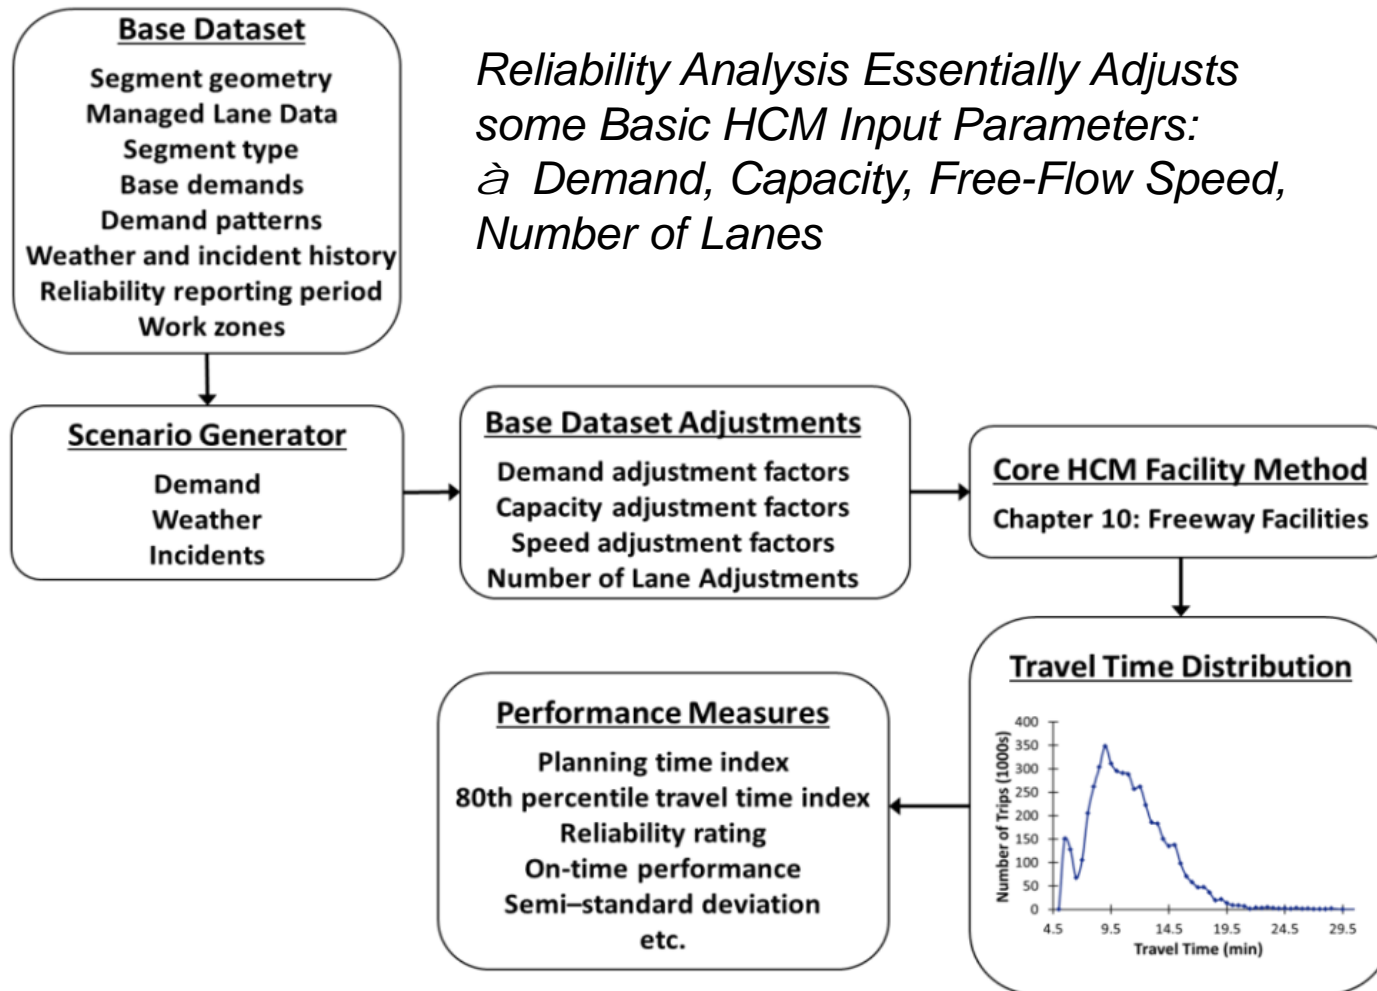 Base Dataset
Segment geometry
Managed Lane Data
Segment type
Base demands
Demand patterns
Weather and incident history
Reliability reporting period
Work zones
Reliability Analysis Essentially Adjusts
some Basic HCM Input Parameters:
à Demand, Capacity, Free-Flow Speed,
Number of Lanes
Scenario Generator
Demand
Weather
Incidents
Base Dataset Adjustments
Demand adjustment factors
Capacity adjustment factors
Speed adjustment factors
Number of Lane Adjustments
Core HCM Facility Method
Chapter 10: Freeway Facilities
Travel Time Distribution
Number of Trips (1000s)
400
350
300
250
200
150
100
50
0
4.5 9.5 14.5 19.5 24.5 29.5
Travel Time (min)
Performance Measures
Planning time index
80th percentile travel time index
Reliability rating
On-time performance
Semi–standard deviation
etc.